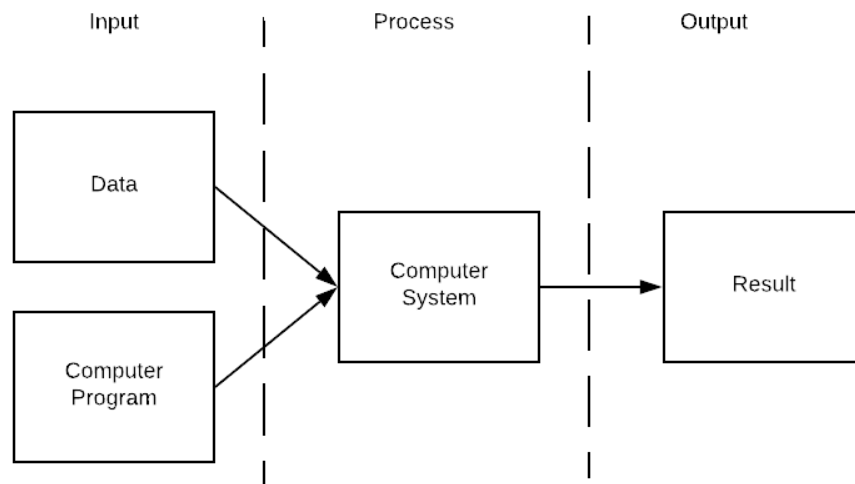 Input
Process
Output
Data
Computer
Program
Computer
System
Result